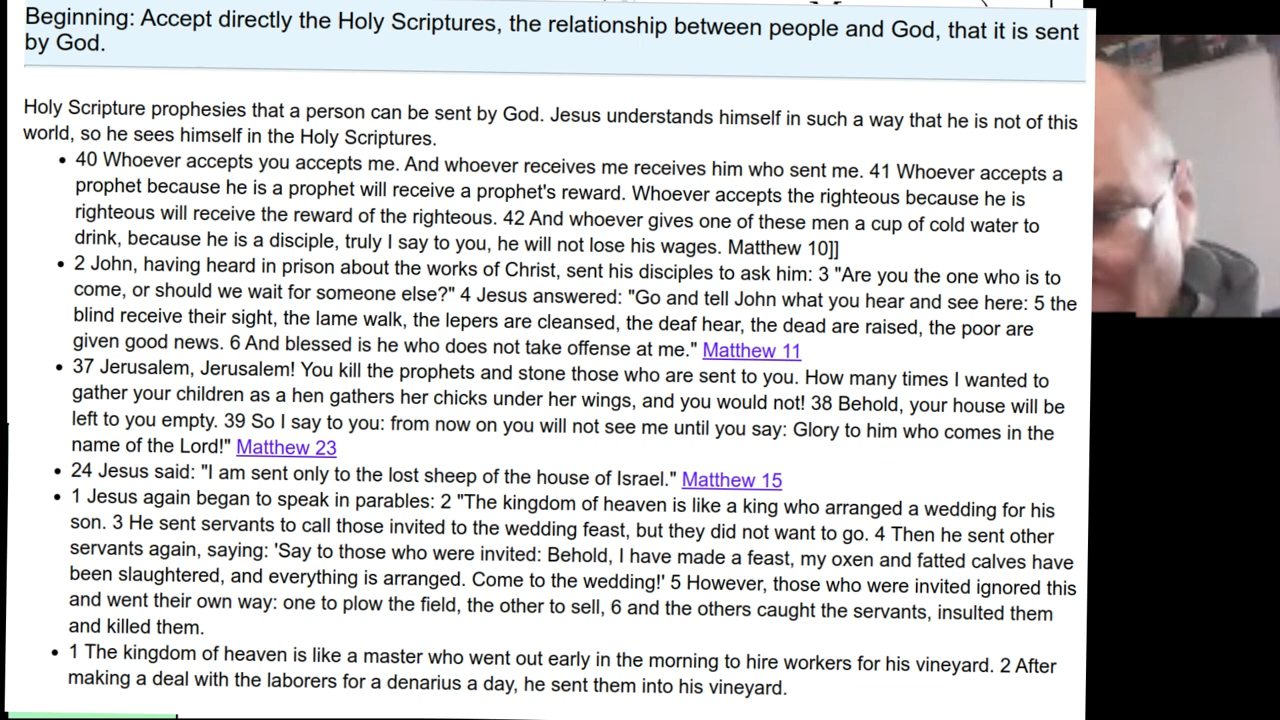 Beginning: Accept directly the Holy Scriptures, the relationship between people and God, that it is sent
by God.
Holy Scripture prophesies that a person can be sent by God. Jesus understands himself in such a way that he is not of this
world, so he sees himself in the Holy Scriptures.
• 40 Whoever accepts you accepts me. And whoever receives me receives him who sent me. 41 Whoever accepts a
prophet because he is a prophet will receive a prophet's reward. Whoever accepts the righteous because he is
righteous will receive the reward of the righteous. 42 And whoever gives one of these men a cup of cold water to
drink, because he is a disciple, truly I say to you, he will not lose his wages. Matthew 10]]
• 2 John, having heard in prison about the works of Christ, sent his disciples to ask him: 3 "Are you the one who is to
come, or should we wait for someone else?" 4 Jesus answered: "Go and tell John what you hear and see here: 5 the
blind receive their sight, the lame walk, the lepers are cleansed, the deaf hear, the dead are raised, the poor are
given good news. 6 And blessed is he who does not take offense at me." Matthew 11
• 37 Jerusalem, Jerusalem! You kill the prophets and stone those who are sent to you. How many times I wanted to
gather your children as a hen gathers her chicks under her wings, and you would not! 38 Behold, your house will be
left to you empty. 39 So I say to you: from now on you will not see me until you say: Glory to him who comes in the
name of the Lord!" Matthew 23
• 24 Jesus said: "I am sent only to the lost sheep of the house of Israel." Matthew 15
• 1 Jesus again began to speak in parables: 2 "The kingdom of heaven is like a king who arranged a wedding for his
son. 3 He sent servants to call those invited to the wedding feast, but they did not want to go. 4 Then he sent other
servants again, saying: 'Say to those who were invited: Behold, I have made a feast, my oxen and fatted calves have
been slaughtered, and everything is arranged. Come to the wedding!' 5 However, those who were invited ignored this
and went their own way: one to plow the field, the other to sell, 6 and the others caught the servants, insulted them
and killed them.
• 1 The kingdom of heaven is like a master who went out early in the morning to hire workers for his vineyard. 2 After
making a deal with the laborers for a denarius a day, he sent them into his vineyard.